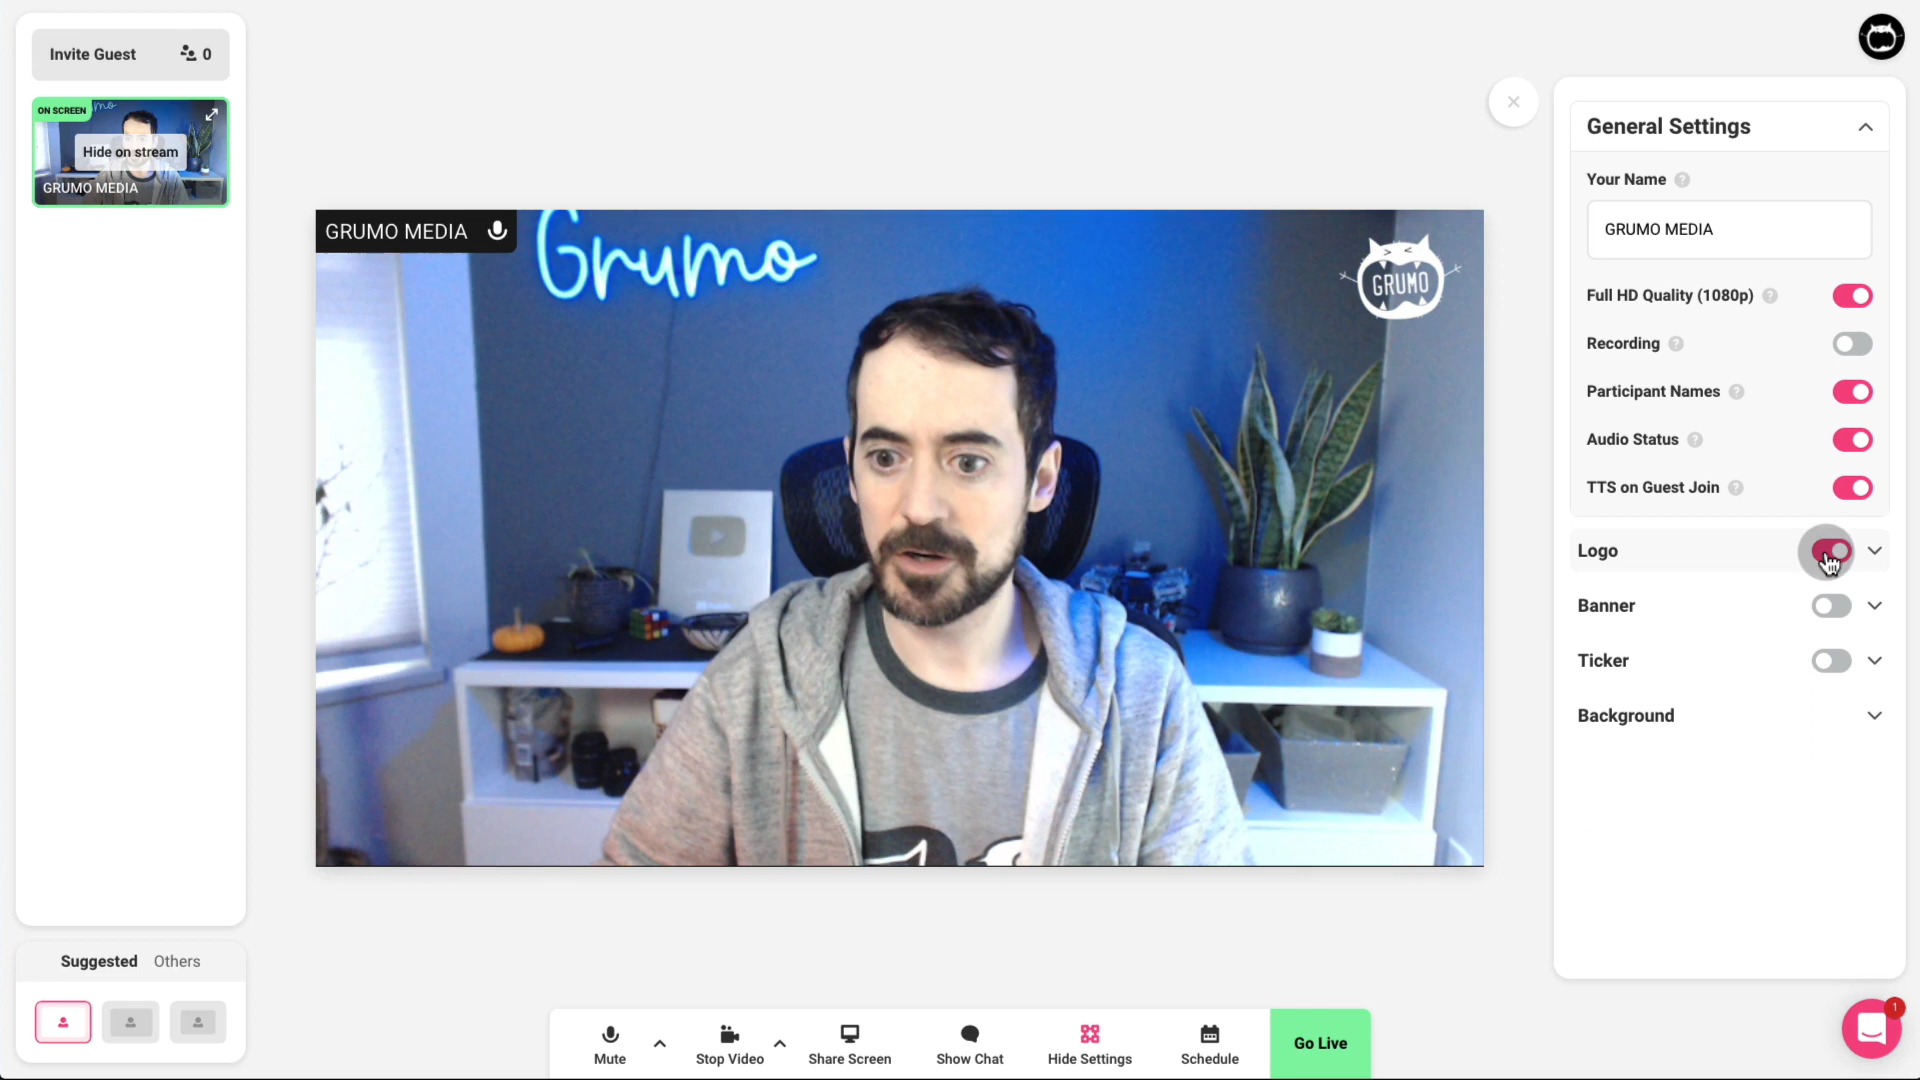 Invite Guest 0
ON SCREEN
Hide on stream
GRUMO MEDIA
Suggested Others
GRUMO MEDIA
Grumo
GRUMO
General Settings
Your Name ?
GRUMO MEDIA
Full HD Quality (1080p) ?
Recording ?
Participant Names ?
Audio Status ?
TTS on Guest Join ?
Logo
Banner
Ticker
Background
Mute
Stop Video
Share Screen
Show Chat
Hide Settings
Schedule
Go Live
1